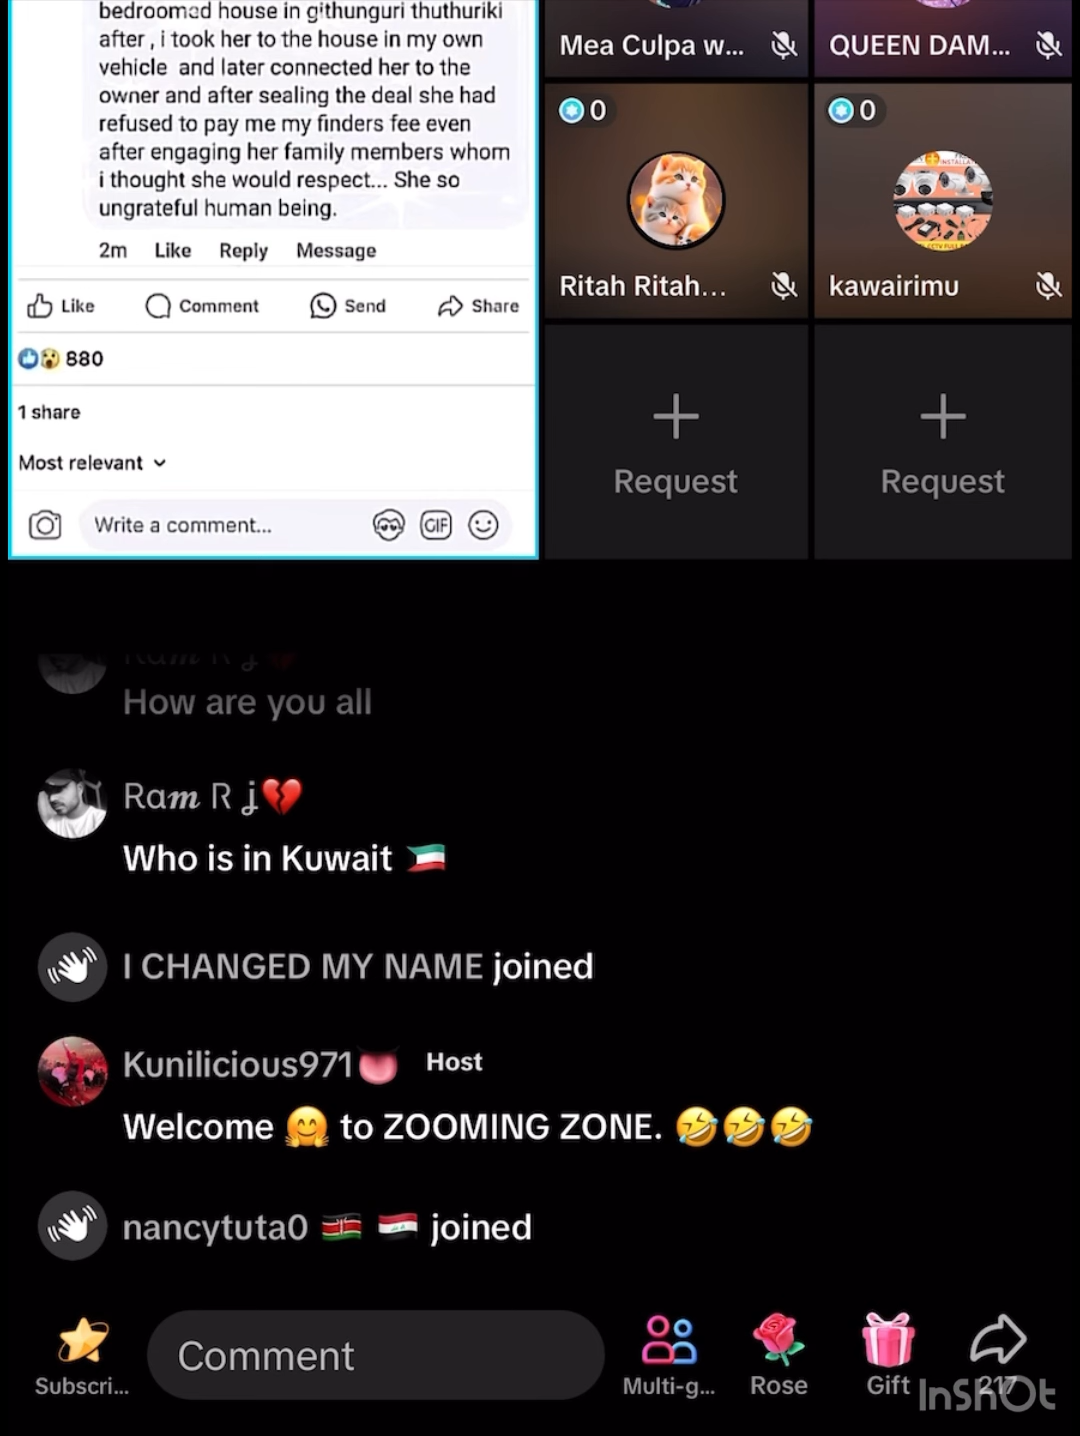 bedroomed house in githunguri thuthuriki
after , i took her to the house in my own
vehicle and later connected her to the
owner and after sealing the deal she had
refused to pay me my finders fee even
after engaging her family members whom
i thought she would respect... She so
ungrateful human being.
2m Like Reply Message
Like Comment Send Share
880
1 share
Most relevant
Write a comment...
GIF
Mea Culpa w...
QUEEN DAM...
0
0
Ritah Ritah...
kawairimu
Request
Request
How are you all
Ra𝒎 R ʝ💔
Who is in Kuwait 🇰🇼
I CHANGED MY NAME joined
Kunilicious971👅 Host
Welcome 🤗 to ZOOMING ZONE. 🤣🤣🤣
nancytuta0 🇰🇪 🇮🇶 joined
Comment
Subscri...
Multi-g...
Rose
Gift
217
InShOt